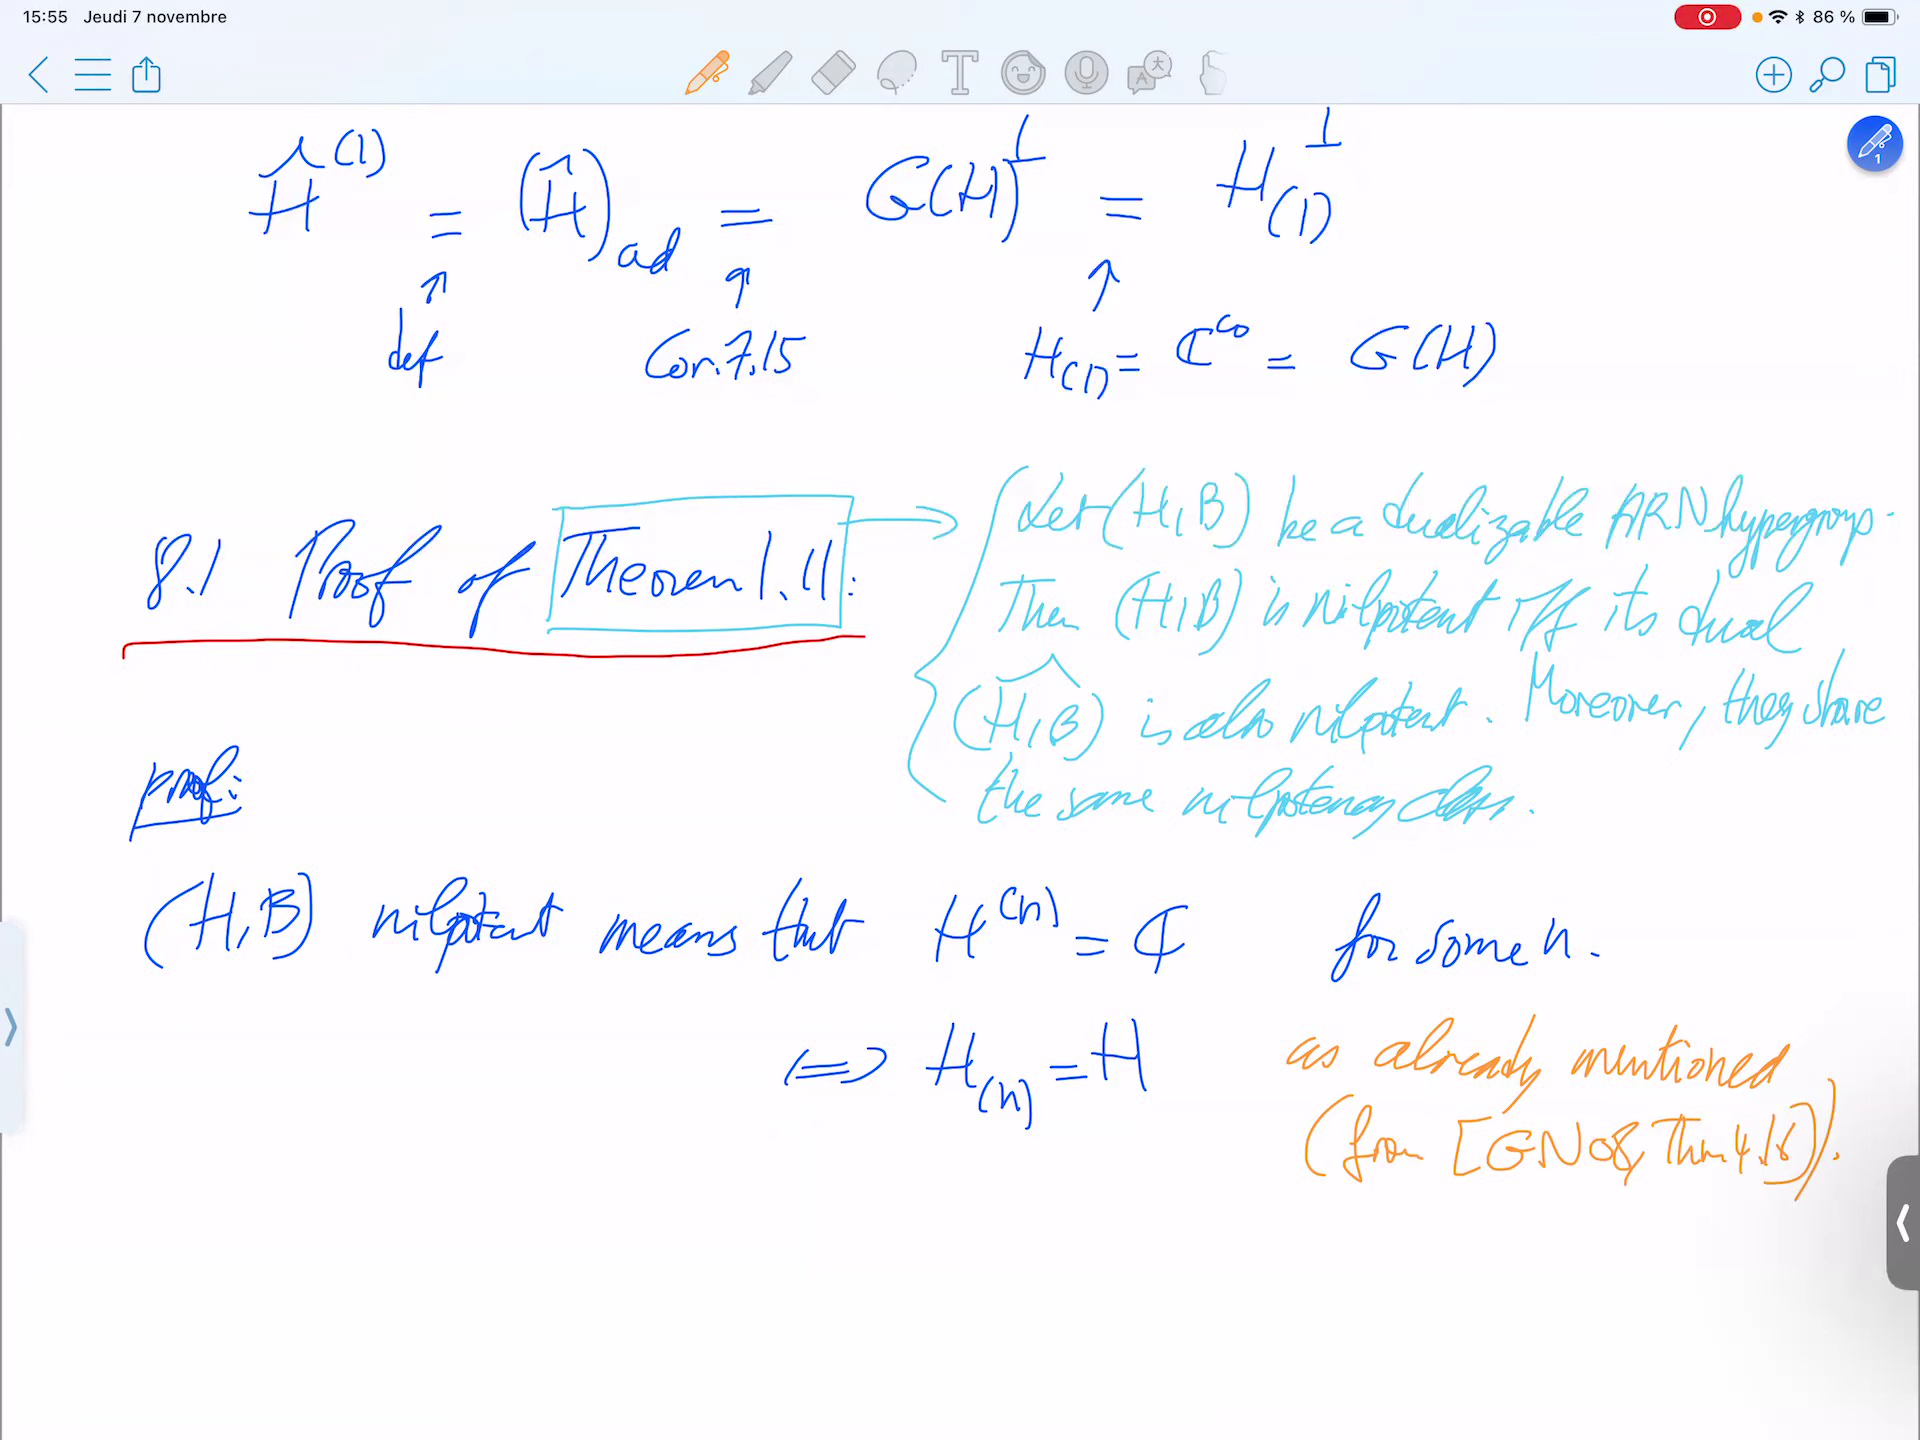 15:55 Jeudi 7 novembre
86 %
Ĥ^(1) = (Ĥ)_ad = G(H)^⊥ = H_(1)^⊥
↑ ↑ ↑
def Cor. 7.15 H_(1) = ℂ^co = G(H)
8.1 Proof of Theorem 1.11:
Let (H,B) be a dualizable ARN hypergroup.
Then (H,B) is nilpotent iff its dual
(Ĥ,B) is also nilpotent. Moreover, they share
the same nilpotency class.
proof:
(H,B) nilpotent means that H^(n) = ℂ for some n.
⟺ H_(n) = H
as already mentioned
(from [GN08, Thm 4.16]).